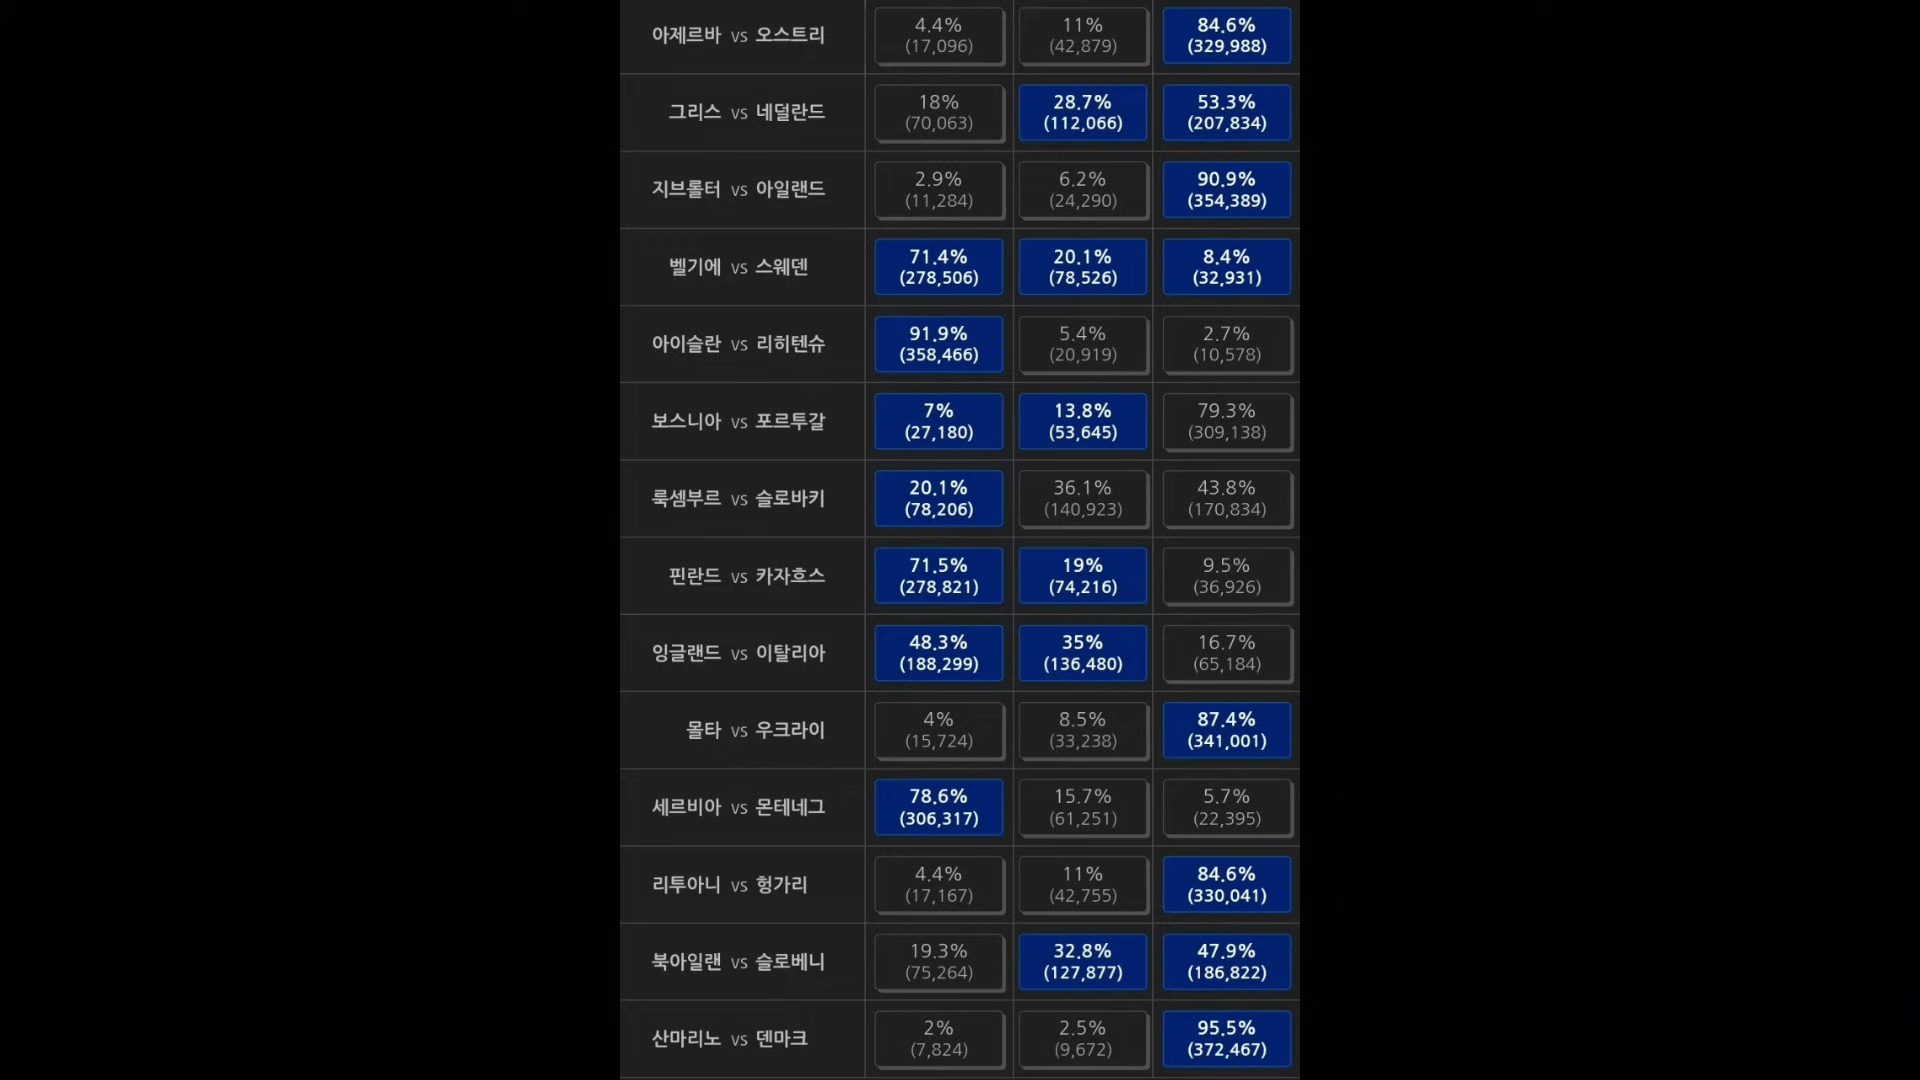 아제르바 vs 오스트리 4.4% 11% 84.6%
(17,096) (42,879) (329,988)
그리스 vs 네덜란드 18% 28.7% 53.3%
(70,063) (112,066) (207,834)
지브롤터 vs 아일랜드 2.9% 6.2% 90.9%
(11,284) (24,290) (354,389)
벨기에 vs 스웨덴 71.4% 20.1% 8.4%
(278,506) (78,526) (32,931)
아이슬란 vs 리히텐슈 91.9% 5.4% 2.7%
(358,466) (20,919) (10,578)
보스니아 vs 포르투갈 7% 13.8% 79.3%
(27,180) (53,645) (309,138)
룩셈부르 vs 슬로바키 20.1% 36.1% 43.8%
(78,206) (140,923) (170,834)
핀란드 vs 카자흐스 71.5% 19% 9.5%
(278,821) (74,216) (36,926)
잉글랜드 vs 이탈리아 48.3% 35% 16.7%
(188,299) (136,480) (65,184)
몰타 vs 우크라이 4% 8.5% 87.4%
(15,724) (33,238) (341,001)
세르비아 vs 몬테네그 78.6% 15.7% 5.7%
(306,317) (61,251) (22,395)
리투아니 vs 헝가리 4.4% 11% 84.6%
(17,167) (42,755) (330,041)
북아일랜 vs 슬로베니 19.3% 32.8% 47.9%
(75,264) (127,877) (186,822)
산마리노 vs 덴마크 2% 2.5% 95.5%
(7,824) (9,672) (372,467)